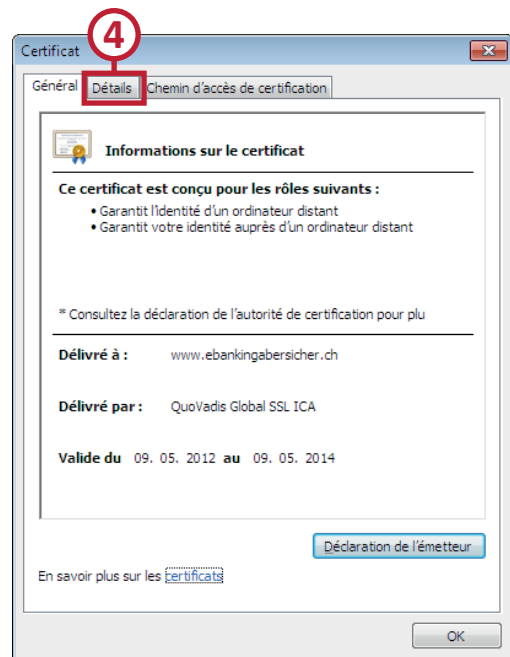 4
Certificat
Général Détails Chemin d'accès de certification
Informations sur le certificat
Ce certificat est conçu pour les rôles suivants :
• Garantit l'identité d'un ordinateur distant
• Garantit votre identité auprès d'un ordinateur distant
* Consultez la déclaration de l'autorité de certification pour plu
Délivré à : www.ebankingabersicher.ch
Délivré par : QuoVadis Global SSL ICA
Valide du 09. 05. 2012 au 09. 05. 2014
Déclaration de l'émetteur
En savoir plus sur les certificats
OK